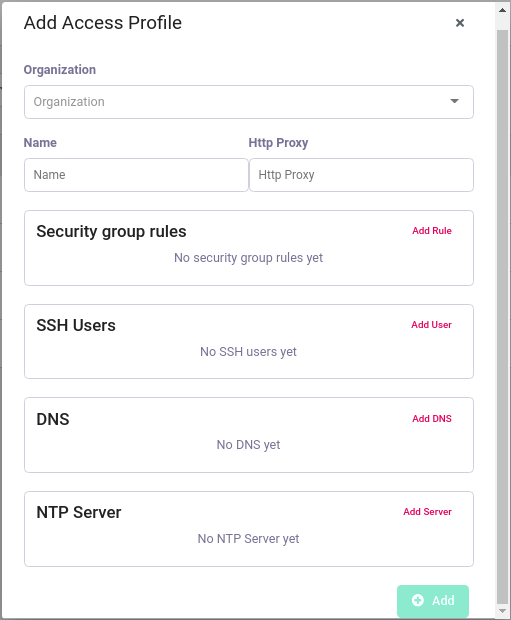 Add Access Profile
Organization
Organization
Name Http Proxy
Name Http Proxy
Security group rules Add Rule
No security group rules yet
SSH Users Add User
No SSH users yet
DNS Add DNS
No DNS yet
NTP Server Add Server
No NTP Server yet
Add